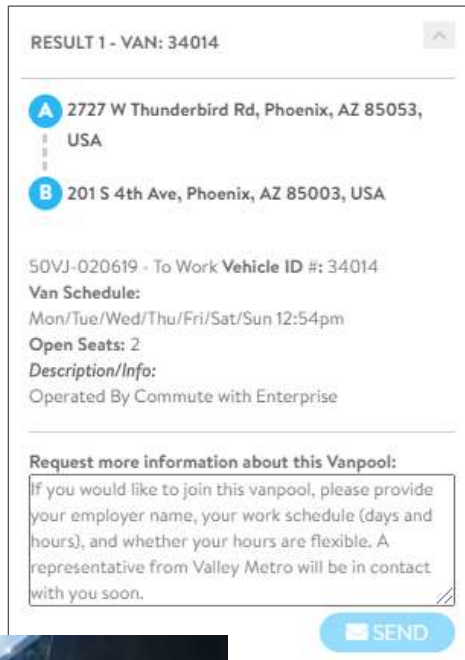 RESULT 1 - VAN: 34014
A 2727 W Thunderbird Rd, Phoenix, AZ 85053,
USA
B 201 S 4th Ave, Phoenix, AZ 85003, USA
50VJ-020619 - To Work Vehicle ID #: 34014
Van Schedule:
Mon/Tue/Wed/Thu/Fri/Sat/Sun 12:54pm
Open Seats: 2
Description/Info:
Operated By Commute with Enterprise
Request more information about this Vanpool:
If you would like to join this vanpool, please provide
your employer name, your work schedule (days and
hours), and whether your hours are flexible. A
representative from Valley Metro will be in contact
with you soon.
SEND